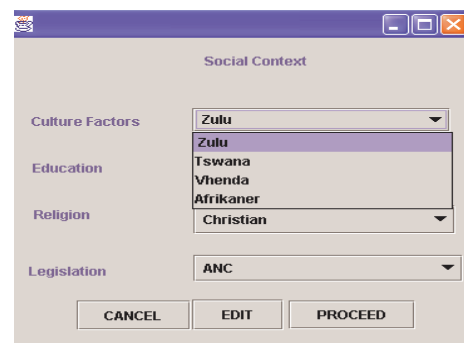 Social Context
Culture Factors
Zulu
Zulu
Tswana
Vhenda
Afrikaner
Education
Religion
Christian
Legislation
ANC
CANCEL
EDIT
PROCEED